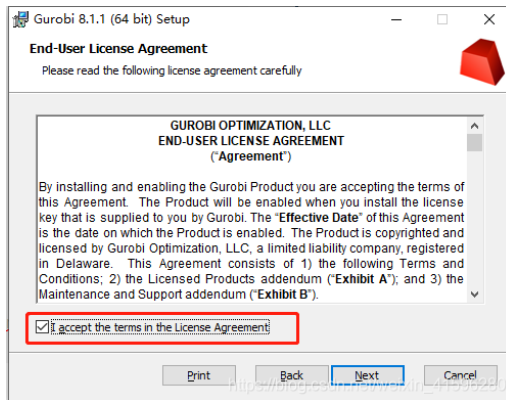 Gurobi 8.1.1 (64 bit) Setup
End-User License Agreement
Please read the following license agreement carefully
GUROBI OPTIMIZATION, LLC
END-USER LICENSE AGREEMENT
("Agreement")
By installing and enabling the Gurobi Product you are accepting the terms of
this Agreement. The Product will be enabled when you install the license
key that is supplied to you by Gurobi. The "Effective Date" of this Agreement
is the date on which the Product is enabled. The Product is copyrighted and
licensed by Gurobi Optimization, LLC, a limited liability company, registered
in Delaware. This Agreement consists of 1) the following Terms and
Conditions; 2) the Licensed Products addendum ("Exhibit A"); and 3) the
Maintenance and Support addendum ("Exhibit B").
I accept the terms in the License Agreement
Print Back Next Cancel